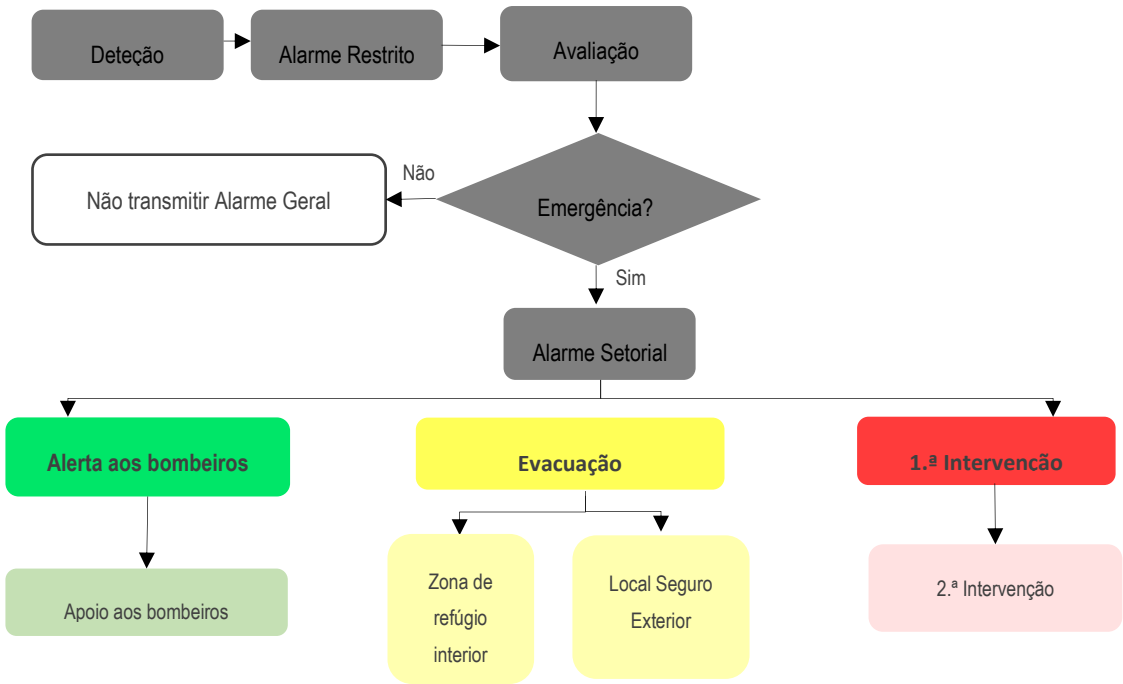 Deteção
Alarme Restrito
Avaliação
Não
Não transmitir Alarme Geral
Emergência?
Sim
Alarme Setorial
Alerta aos bombeiros
Evacuação
1.ª Intervencão
Apoio aos bombeiros
Zona de
refúgio
interior
Local Seguro
Exterior
2.ª Intervenção